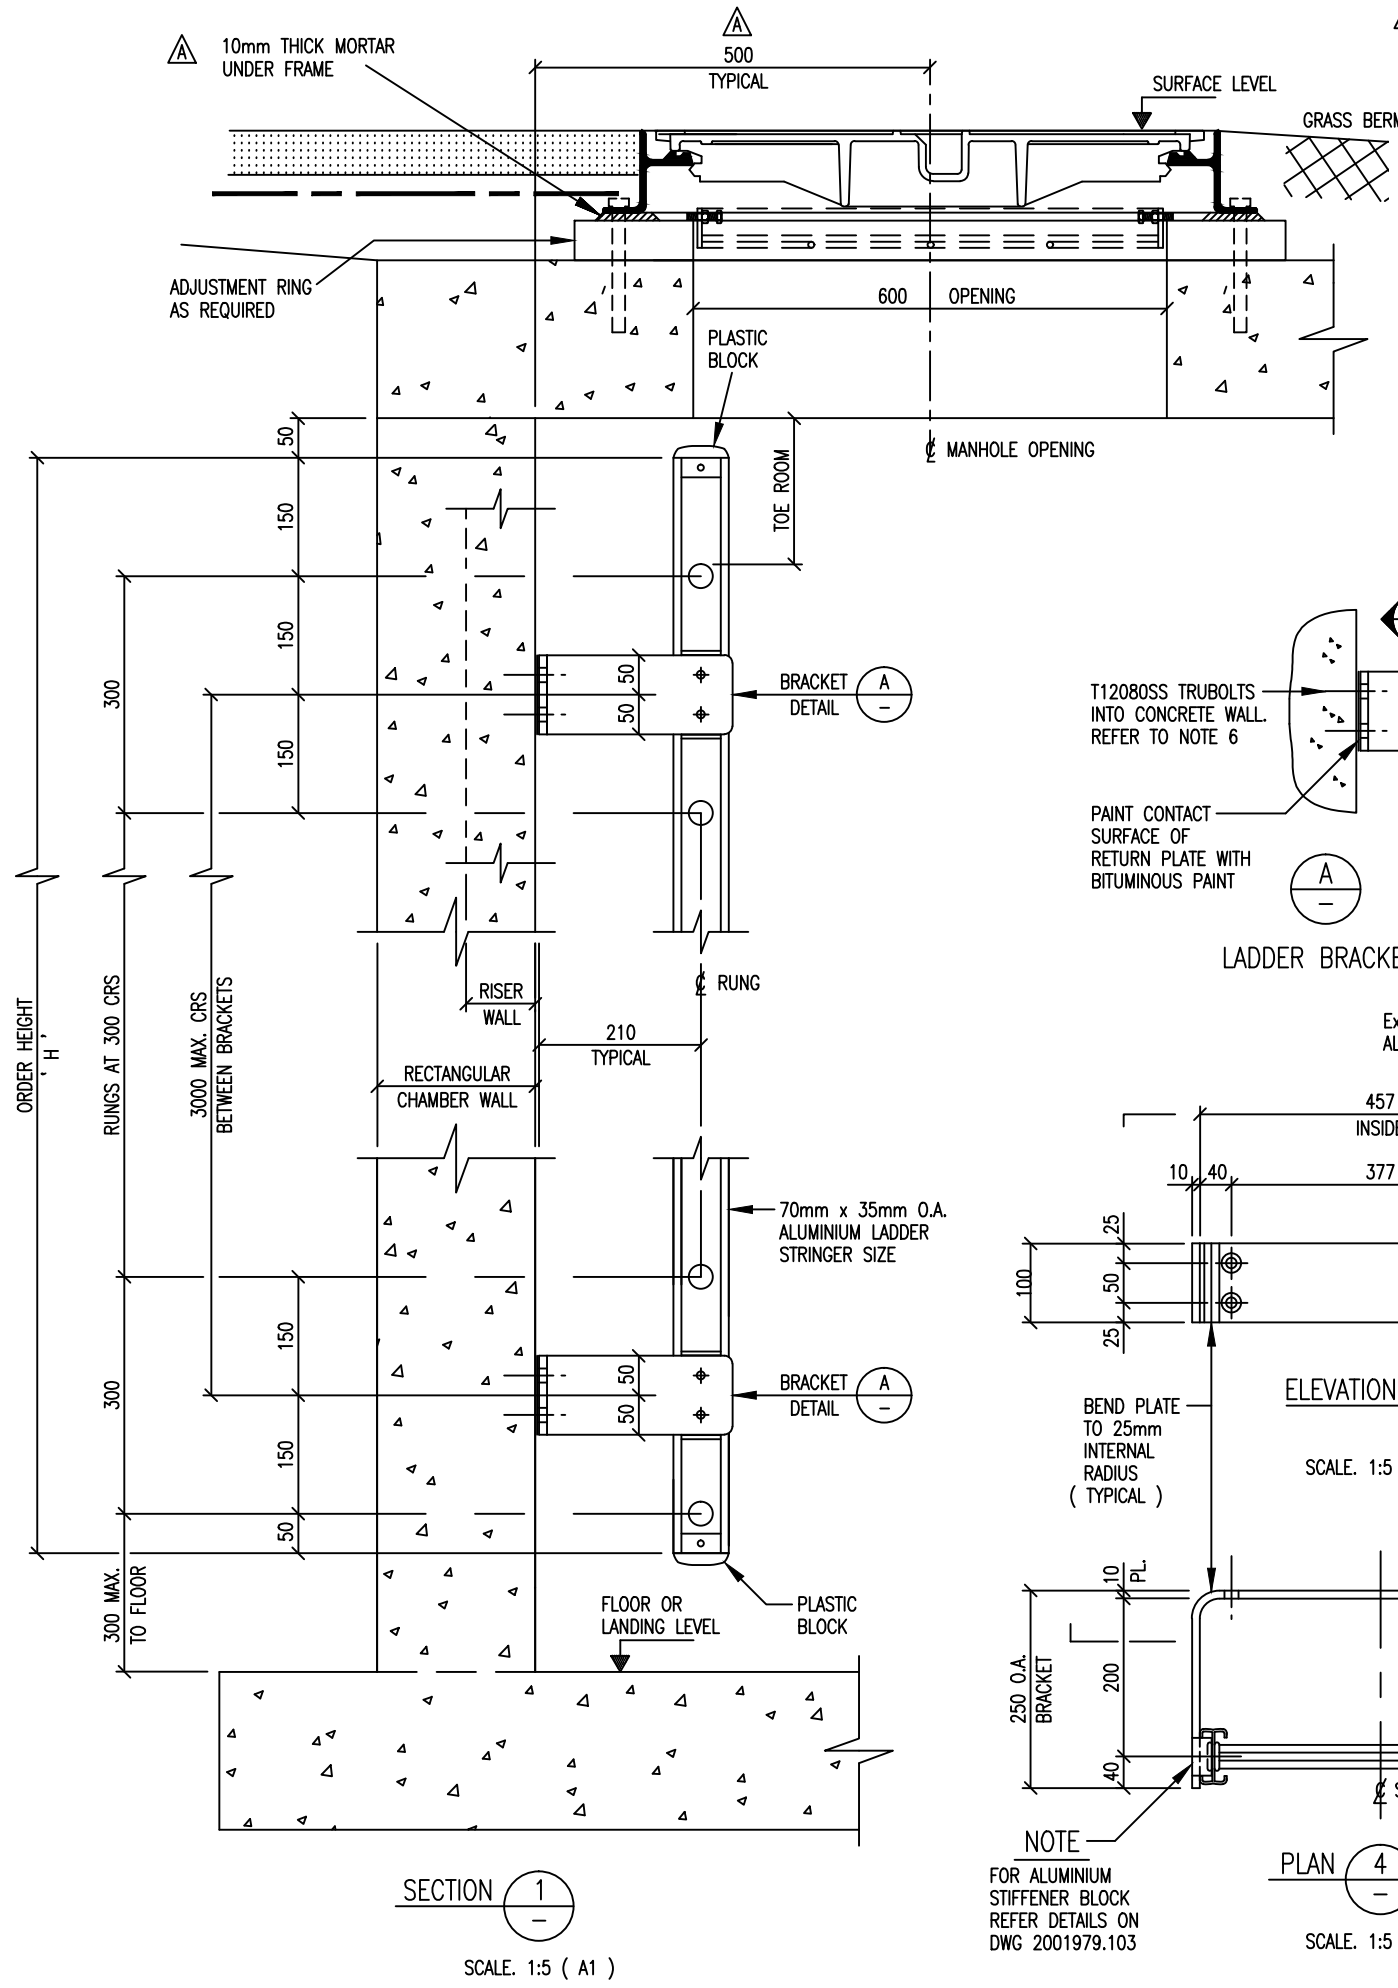 A
10mm THICK MORTAR
UNDER FRAME
A
500
TYPICAL
SURFACE LEVEL
GRASS BERM
ADJUSTMENT RING
AS REQUIRED
600 OPENING
PLASTIC
BLOCK
℄ MANHOLE OPENING
TOE ROOM
50
150
150
150
300
50
50
BRACKET
DETAIL
A
–
T12080SS TRUBOLTS
INTO CONCRETE WALL.
REFER TO NOTE 6
PAINT CONTACT
SURFACE OF
RETURN PLATE WITH
BITUMINOUS PAINT
A
–
LADDER BRACKE
ORDER HEIGHT
' H '
RUNGS AT 300 CRS
3000 MAX. CRS
BETWEEN BRACKETS
RISER
WALL
℄ RUNG
210
TYPICAL
RECTANGULAR
CHAMBER WALL
Ex
AL
457
INSIDE
10
40
377
25
50
25
100
70mm x 35mm O.A.
ALUMINIUM LADDER
STRINGER SIZE
150
150
50
300
50
50
BRACKET
DETAIL
A
–
ELEVATION
SCALE. 1:5
BEND PLATE
TO 25mm
INTERNAL
RADIUS
( TYPICAL )
300 MAX.
TO FLOOR
FLOOR OR
LANDING LEVEL
PLASTIC
BLOCK
10
PL.
200
40
250 O.A.
BRACKET
℄ S
NOTE
FOR ALUMINIUM
STIFFENER BLOCK
REFER DETAILS ON
DWG 2001979.103
PLAN
4
–
SCALE. 1:5
SECTION
1
–
SCALE. 1:5 ( A1 )